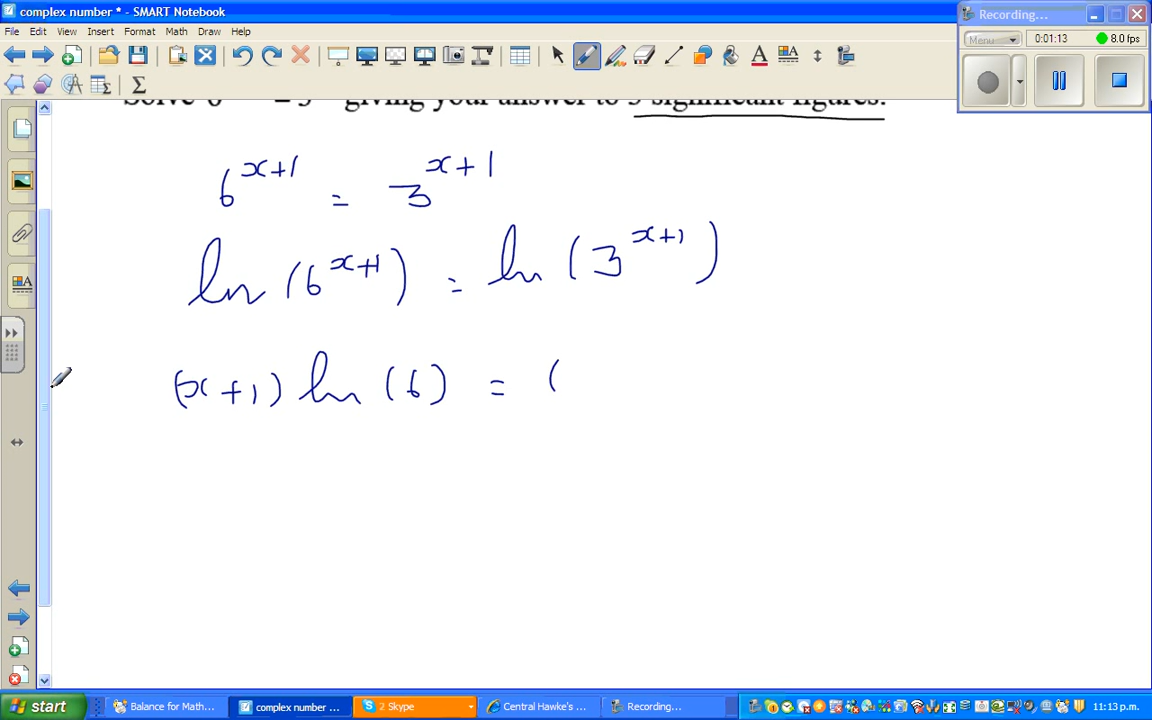 complex number * - SMART Notebook
Recording...
File Edit View Insert Format Math Draw Help
Menu 0:01:13 8.0 fps
giving your answer to 3 significant figures.
6^{x+1} = 3^{x+1}
ln (6^{x+1}) = ln (3^{x+1})
(x+1) ln (6) = (
start Balance for Math... complex number ... 2 Skype Central Hawke's ... Recording... 11:13 p.m.